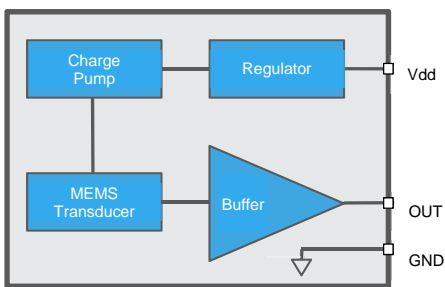 Charge
Pump
Regulator
Vdd
MEMS
Transducer
Buffer
OUT
GND